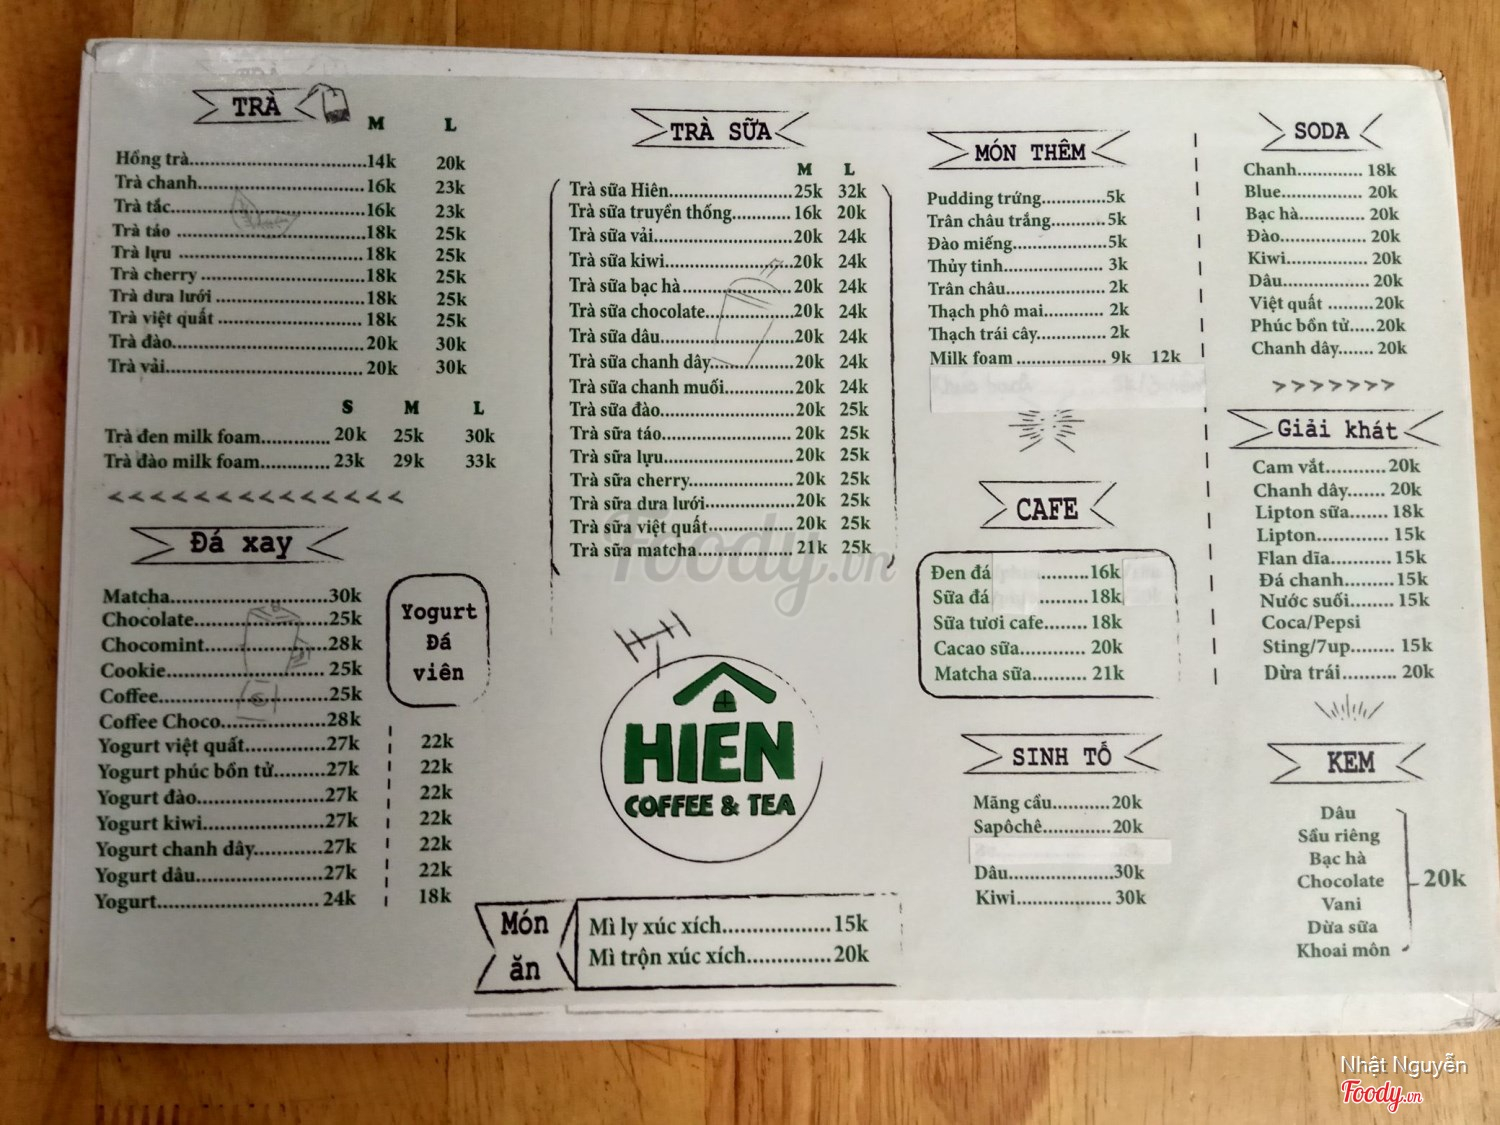 TRÀ
M L
Hồng trà 14k 20k
Trà chanh 16k 23k
Trà tắc 16k 23k
Trà táo 18k 25k
Trà lựu 18k 25k
Trà cherry 18k 25k
Trà dưa lưới 18k 25k
Trà việt quất 18k 25k
Trà đào 20k 30k
Trà vải 20k 30k
S M L
Trà đen milk foam 20k 25k 30k
Trà đào milk foam 23k 29k 33k
Đá xay
Matcha 30k
Chocolate 25k
Chocomint 28k
Cookie 25k
Coffee 25k
Coffee Choco 28k
Yogurt
Đá
viên
Yogurt việt quất 27k 22k
Yogurt phúc bồn tử 27k 22k
Yogurt đào 27k 22k
Yogurt kiwi 27k 22k
Yogurt chanh dây 27k 22k
Yogurt dâu 27k 22k
Yogurt 24k 18k
TRÀ SỮA
M L
Trà sữa Hiên 25k 32k
Trà sữa truyền thống 16k 20k
Trà sữa vải 20k 24k
Trà sữa kiwi 20k 24k
Trà sữa bạc hà 20k 24k
Trà sữa chocolate 20k 24k
Trà sữa dâu 20k 24k
Trà sữa chanh dây 20k 24k
Trà sữa chanh muối 20k 24k
Trà sữa đào 20k 25k
Trà sữa táo 20k 25k
Trà sữa lựu 20k 25k
Trà sữa cherry 20k 25k
Trà sữa dưa lưới 20k 25k
Trà sữa việt quất 20k 25k
Trà sữa matcha 21k 25k
Foody.vn
HIÊN
COFFEE & TEA
Món
ăn
Mì ly xúc xích 15k
Mì trộn xúc xích 20k
MÓN THÊM
Pudding trứng 5k
Trân châu trắng 5k
Đào miếng 5k
Thủy tinh 3k
Trân châu 2k
Thạch phô mai 2k
Thạch trái cây 2k
Milk foam 9k 12k
CAFE
Đen đá 16k
Sữa đá 18k
Sữa tươi cafe 18k
Cacao sữa 20k
Matcha sữa 21k
SINH TỐ
Mãng cầu 20k
Sapôchê 20k
Dâu 30k
Kiwi 30k
SODA
Chanh 18k
Blue 20k
Bạc hà 20k
Đào 20k
Kiwi 20k
Dâu 20k
Việt quất 20k
Phúc bồn tử 20k
Chanh dây 20k
Giải khát
Cam vắt 20k
Chanh dây 20k
Lipton sữa 18k
Lipton 15k
Flan dĩa 15k
Đá chanh 15k
Nước suối 15k
Coca/Pepsi
Sting/7up 15k
Dừa trái 20k
KEM
Dâu
Sầu riêng
Bạc hà
Chocolate 20k
Vani
Dừa sữa
Khoai môn
Nhật Nguyễn
Foody.vn